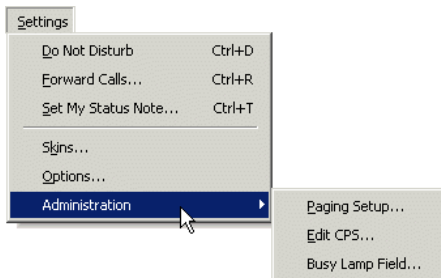 Settings
Do Not Disturb Ctrl+D
Forward Calls... Ctrl+R
Set My Status Note... Ctrl+T
Skins...
Options...
Administration
Paging Setup...
Edit CPS...
Busy Lamp Field...